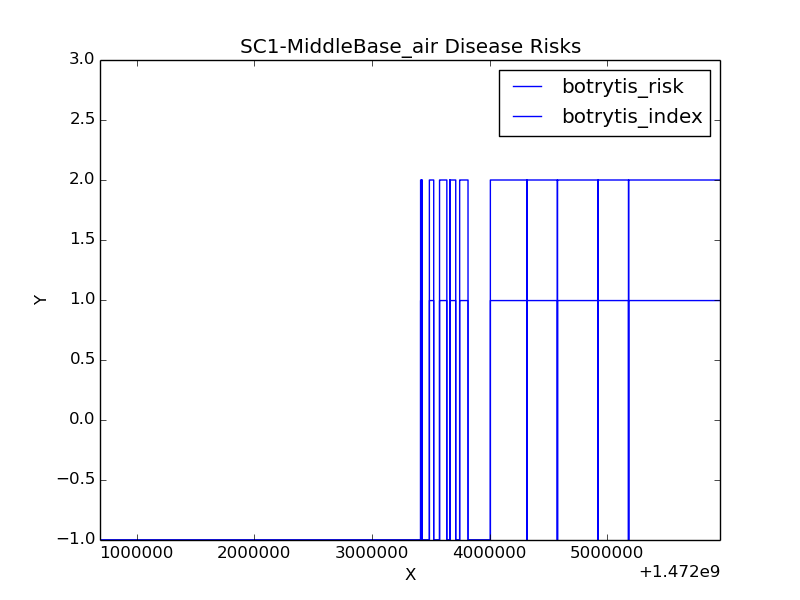 SC1-MiddleBase_air Disease Risks
botrytis_risk
botrytis_index
3.0
2.5
2.0
1.5
1.0
0.5
0.0
−0.5
−1.0
Y
1000000 2000000 3000000 4000000 5000000
+1.472e9
X